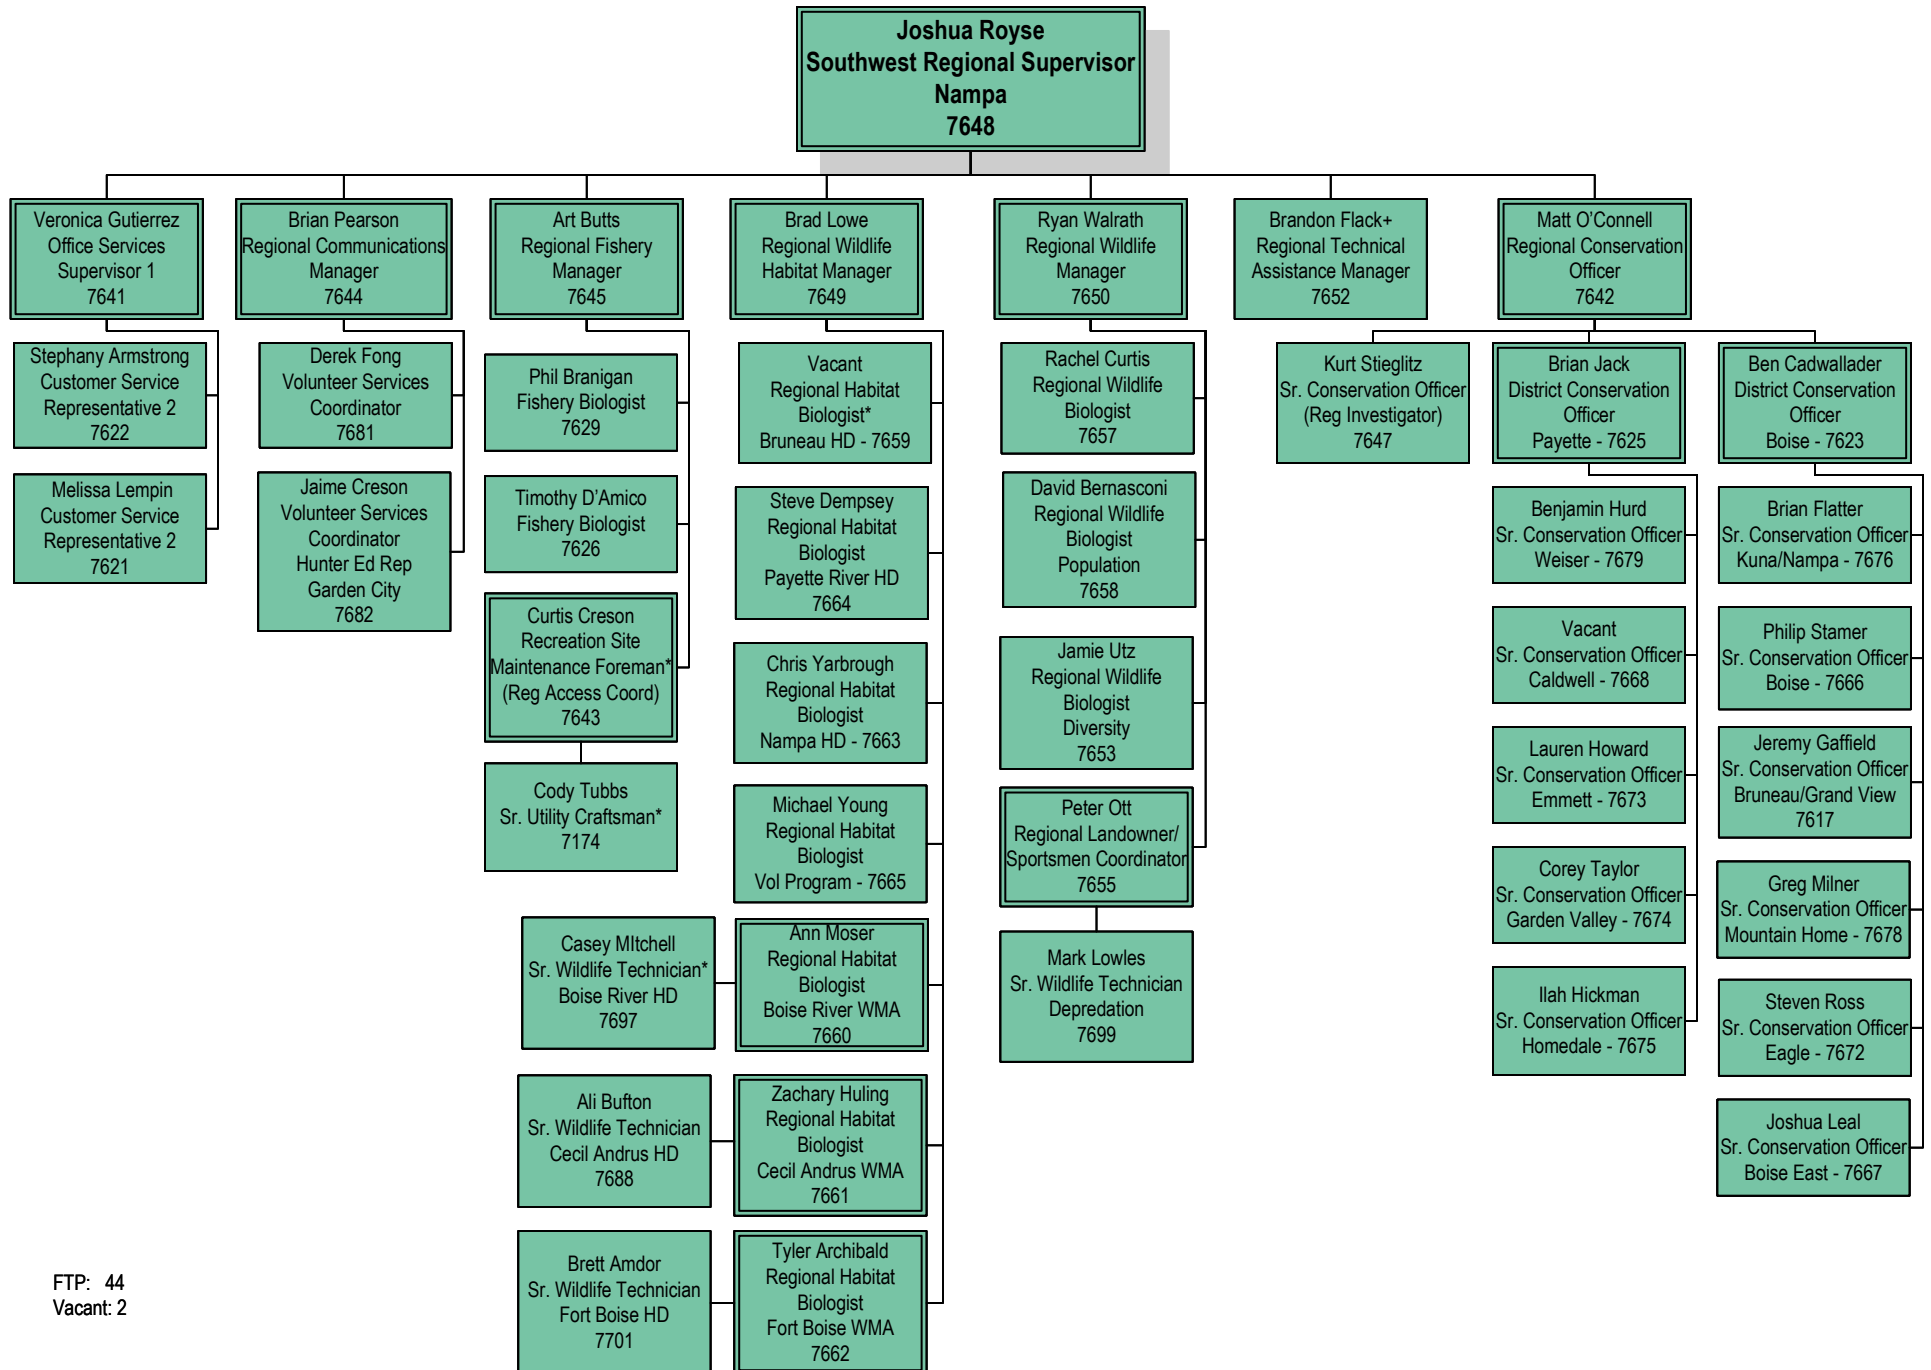 Joshua Royse
Southwest Regional Supervisor
Nampa
7648
Veronica Gutierrez
Office Services
Supervisor 1
7641
Brian Pearson
Regional Communications
Manager
7644
Art Butts
Regional Fishery
Manager
7645
Brad Lowe
Regional Wildlife
Habitat Manager
7649
Ryan Walrath
Regional Wildlife
Manager
7650
Brandon Flack+
Regional Technical
Assistance Manager
7652
Matt O'Connell
Regional Conservation
Officer
7642
Stephany Armstrong
Customer Service
Representative 2
7622
Melissa Lempin
Customer Service
Representative 2
7621
Derek Fong
Volunteer Services
Coordinator
7681
Jaime Creson
Volunteer Services
Coordinator
Hunter Ed Rep
Garden City
7682
Phil Branigan
Fishery Biologist
7629
Timothy D'Amico
Fishery Biologist
7626
Curtis Creson
Recreation Site
Maintenance Foreman*
(Reg Access Coord)
7643
Cody Tubbs
Sr. Utility Craftsman*
7174
Vacant
Regional Habitat
Biologist*
Bruneau HD - 7659
Steve Dempsey
Regional Habitat
Biologist
Payette River HD
7664
Chris Yarbrough
Regional Habitat
Biologist
Nampa HD - 7663
Michael Young
Regional Habitat
Biologist
Vol Program - 7665
Casey MItchell
Sr. Wildlife Technician*
Boise River HD
7697
Ann Moser
Regional Habitat
Biologist
Boise River WMA
7660
Ali Bufton
Sr. Wildlife Technician
Cecil Andrus HD
7688
Zachary Huling
Regional Habitat
Biologist
Cecil Andrus WMA
7661
Brett Amdor
Sr. Wildlife Technician
Fort Boise HD
7701
Tyler Archibald
Regional Habitat
Biologist
Fort Boise WMA
7662
Rachel Curtis
Regional Wildlife
Biologist
7657
David Bernasconi
Regional Wildlife
Biologist
Population
7658
Jamie Utz
Regional Wildlife
Biologist
Diversity
7653
Peter Ott
Regional Landowner/
Sportsmen Coordinator
7655
Mark Lowles
Sr. Wildlife Technician
Depredation
7699
Kurt Stieglitz
Sr. Conservation Officer
(Reg Investigator)
7647
Brian Jack
District Conservation
Officer
Payette - 7625
Benjamin Hurd
Sr. Conservation Officer
Weiser - 7679
Vacant
Sr. Conservation Officer
Caldwell - 7668
Lauren Howard
Sr. Conservation Officer
Emmett - 7673
Corey Taylor
Sr. Conservation Officer
Garden Valley - 7674
Ilah Hickman
Sr. Conservation Officer
Homedale - 7675
Ben Cadwallader
District Conservation
Officer
Boise - 7623
Brian Flatter
Sr. Conservation Officer
Kuna/Nampa - 7676
Philip Stamer
Sr. Conservation Officer
Boise - 7666
Jeremy Gaffield
Sr. Conservation Officer
Bruneau/Grand View
7617
Greg Milner
Sr. Conservation Officer
Mountain Home - 7678
Steven Ross
Sr. Conservation Officer
Eagle - 7672
Joshua Leal
Sr. Conservation Officer
Boise East - 7667
FTP: 44
Vacant: 2